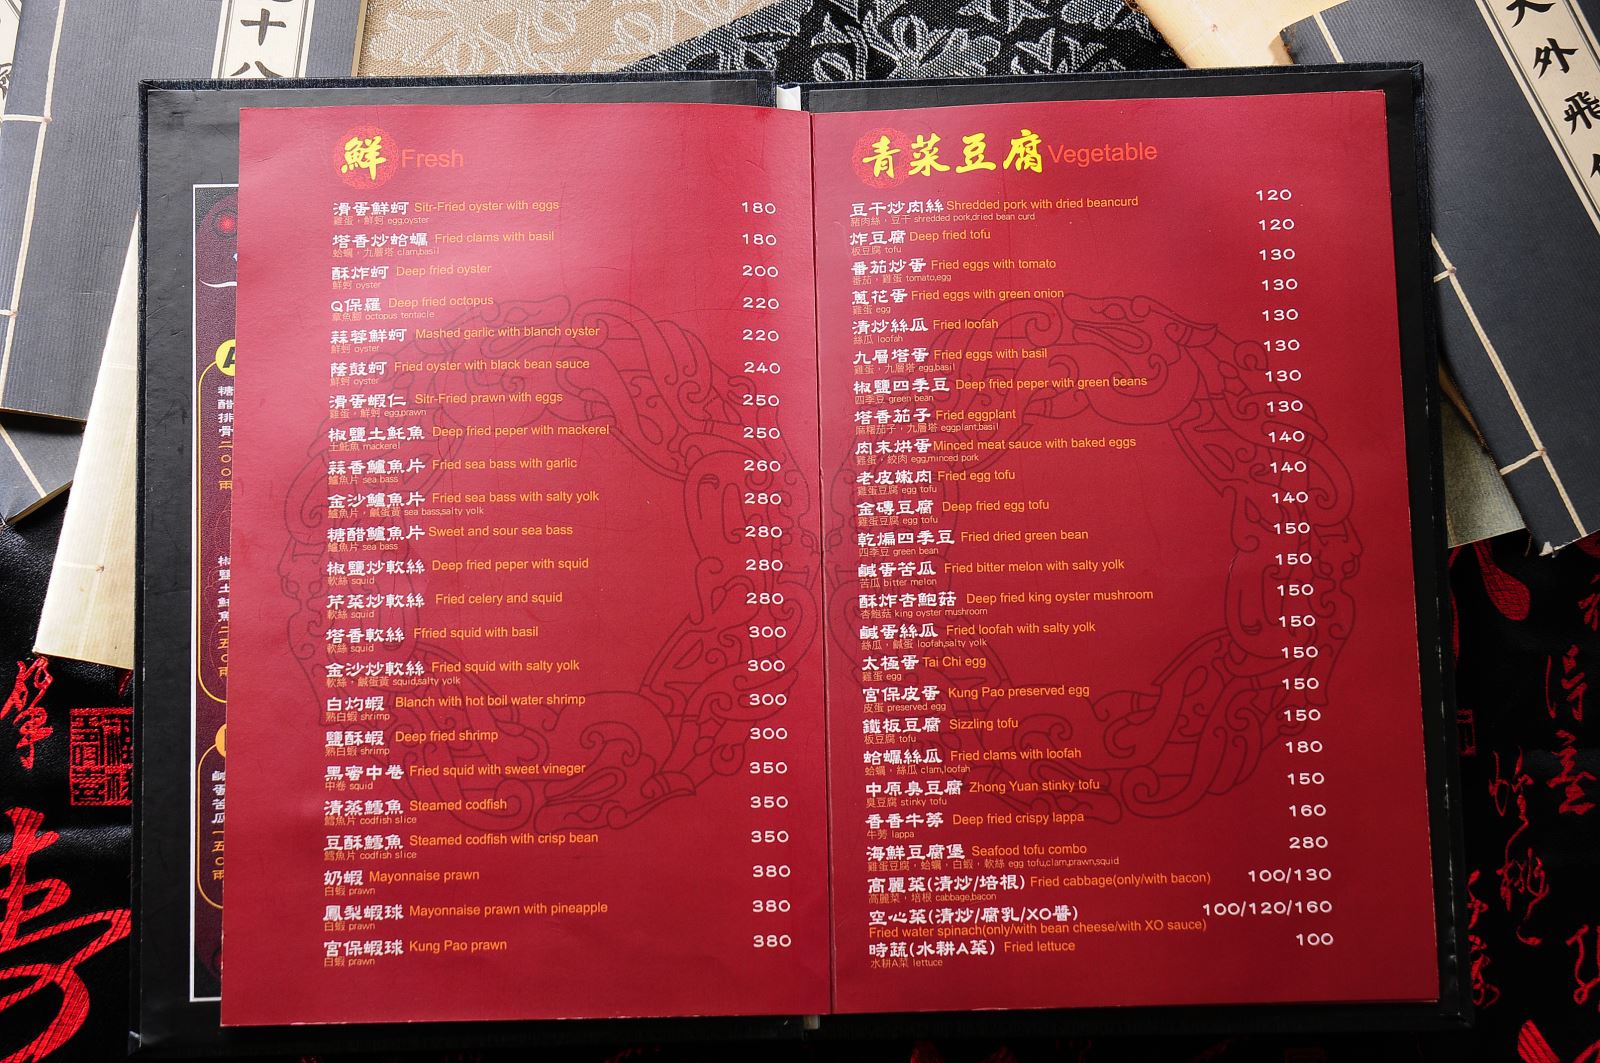 十八
大外飛
鮮 Fresh
滑蛋鮮蚵 Sitr-Fried oyster with eggs 180
雞蛋，鮮蚵 egg,oyster
塔香炒蛤蠣 Fried clams with basil 180
蛤蠣，九層塔 clam,basil
酥炸蚵 Deep fried oyster 200
鮮蚵 oyster
Q保羅 Deep fried octopus 220
章魚腳 octopus tentacle
蒜蓉鮮蚵 Mashed garlic with blanch oyster 220
鮮蚵 oyster
蔭鼓蚵 Fried oyster with black bean sauce 240
鮮蚵 oyster
滑蛋蝦仁 Sitr-Fried prawn with eggs 250
雞蛋，鮮蚵 egg,prawn
椒鹽土魠魚 Deep fried peper with mackerel 250
土魠魚 mackerel
蒜香鱸魚片 Fried sea bass with garlic 260
鱸魚片 sea bass
金沙鱸魚片 Fried sea bass with salty yolk 280
鱸魚片，鹹蛋黃 sea bass,salty yolk
糖醋鱸魚片 Sweet and sour sea bass 280
鱸魚片 sea bass
椒鹽炒軟絲 Deep fried peper with squid 280
軟絲 squid
芹菜炒軟絲 Fried celery and squid 280
軟絲 squid
塔香軟絲 Ffried squid with basil 300
軟絲 squid
金沙炒軟絲 Fried squid with salty yolk 300
軟絲，鹹蛋黃 squid,salty yolk
白灼蝦 Blanch with hot boil water shrimp 300
熟白蝦 shrimp
鹽酥蝦 Deep fried shrimp 300
熟白蝦 shrimp
黑蜜中卷 Fried squid with sweet vineger 350
中卷 squid
清蒸鱈魚 Steamed codfish 350
鱈魚片 codfish slice
豆酥鱈魚 Steamed codfish with crisp bean 350
鱈魚片 codfish slice
奶蝦 Mayonnaise prawn 380
白蝦 prawn
鳳梨蝦球 Mayonnaise prawn with pineapple 380
白蝦 prawn
宮保蝦球 Kung Pao prawn 380
白蝦 prawn
青菜豆腐 Vegetable
豆干炒肉絲 Shredded pork with dried beancurd 120
豬肉絲，豆干 shredded pork,dried bean curd
炸豆腐 Deep fried tofu 120
板豆腐 tofu
番茄炒蛋 Fried eggs with tomato 130
番茄，雞蛋 tomato,egg
蔥花蛋 Fried eggs with green onion 130
雞蛋 egg
清炒絲瓜 Fried loofah 130
絲瓜 loofah
九層塔蛋 Fried eggs with basil 130
雞蛋，九層塔 egg,basil
椒鹽四季豆 Deep fried peper with green beans 130
四季豆 green bean
塔香茄子 Fried eggplant 130
麻糬茄子，九層塔 eggplant,basil
肉末烘蛋 Minced meat sauce with baked eggs 140
雞蛋，絞肉 egg,minced pork
老皮嫩肉 Fried egg tofu 140
雞蛋豆腐 egg tofu
金磚豆腐 Deep fried egg tofu 140
雞蛋豆腐 egg tofu
乾煸四季豆 Fried dried green bean 150
四季豆 green bean
鹹蛋苦瓜 Fried bitter melon with salty yolk 150
苦瓜 bitter melon
酥炸杏鮑菇 Deep fried king oyster mushroom 150
杏鮑菇 king oyster mushroom
鹹蛋絲瓜 Fried loofah with salty yolk 150
絲瓜，鹹蛋 loofah,salty yolk
太極蛋 Tai Chi egg 150
雞蛋 egg
宮保皮蛋 Kung Pao preserved egg 150
皮蛋 preserved egg
鐵板豆腐 Sizzling tofu 150
板豆腐 tofu
蛤蠣絲瓜 Fried clams with loofah 180
蛤蠣，絲瓜 clam,loofah
中原臭豆腐 Zhong Yuan stinky tofu 150
臭豆腐 stinky tofu
香香牛蒡 Deep fried crispy lappa 160
牛蒡 lappa
海鮮豆腐堡 Seafood tofu combo 280
雞蛋豆腐，蛤蠣，白蝦，軟絲 egg tofu,clam,prawn,squid
高麗菜(清炒/培根) Fried cabbage(only/with bacon) 100/130
高麗菜，培根 cabbage,bacon
空心菜(清炒/腐乳/XO醬) 100/120/160
Fried water spinach(only/with bean cheese/with XO sauce)
時蔬(水耕A菜) Fried lettuce 100
水耕A菜 lettuce
糖醋排骨二〇〇兩
椒鹽土魠魚二五〇兩
鹹蛋苦瓜一五〇兩